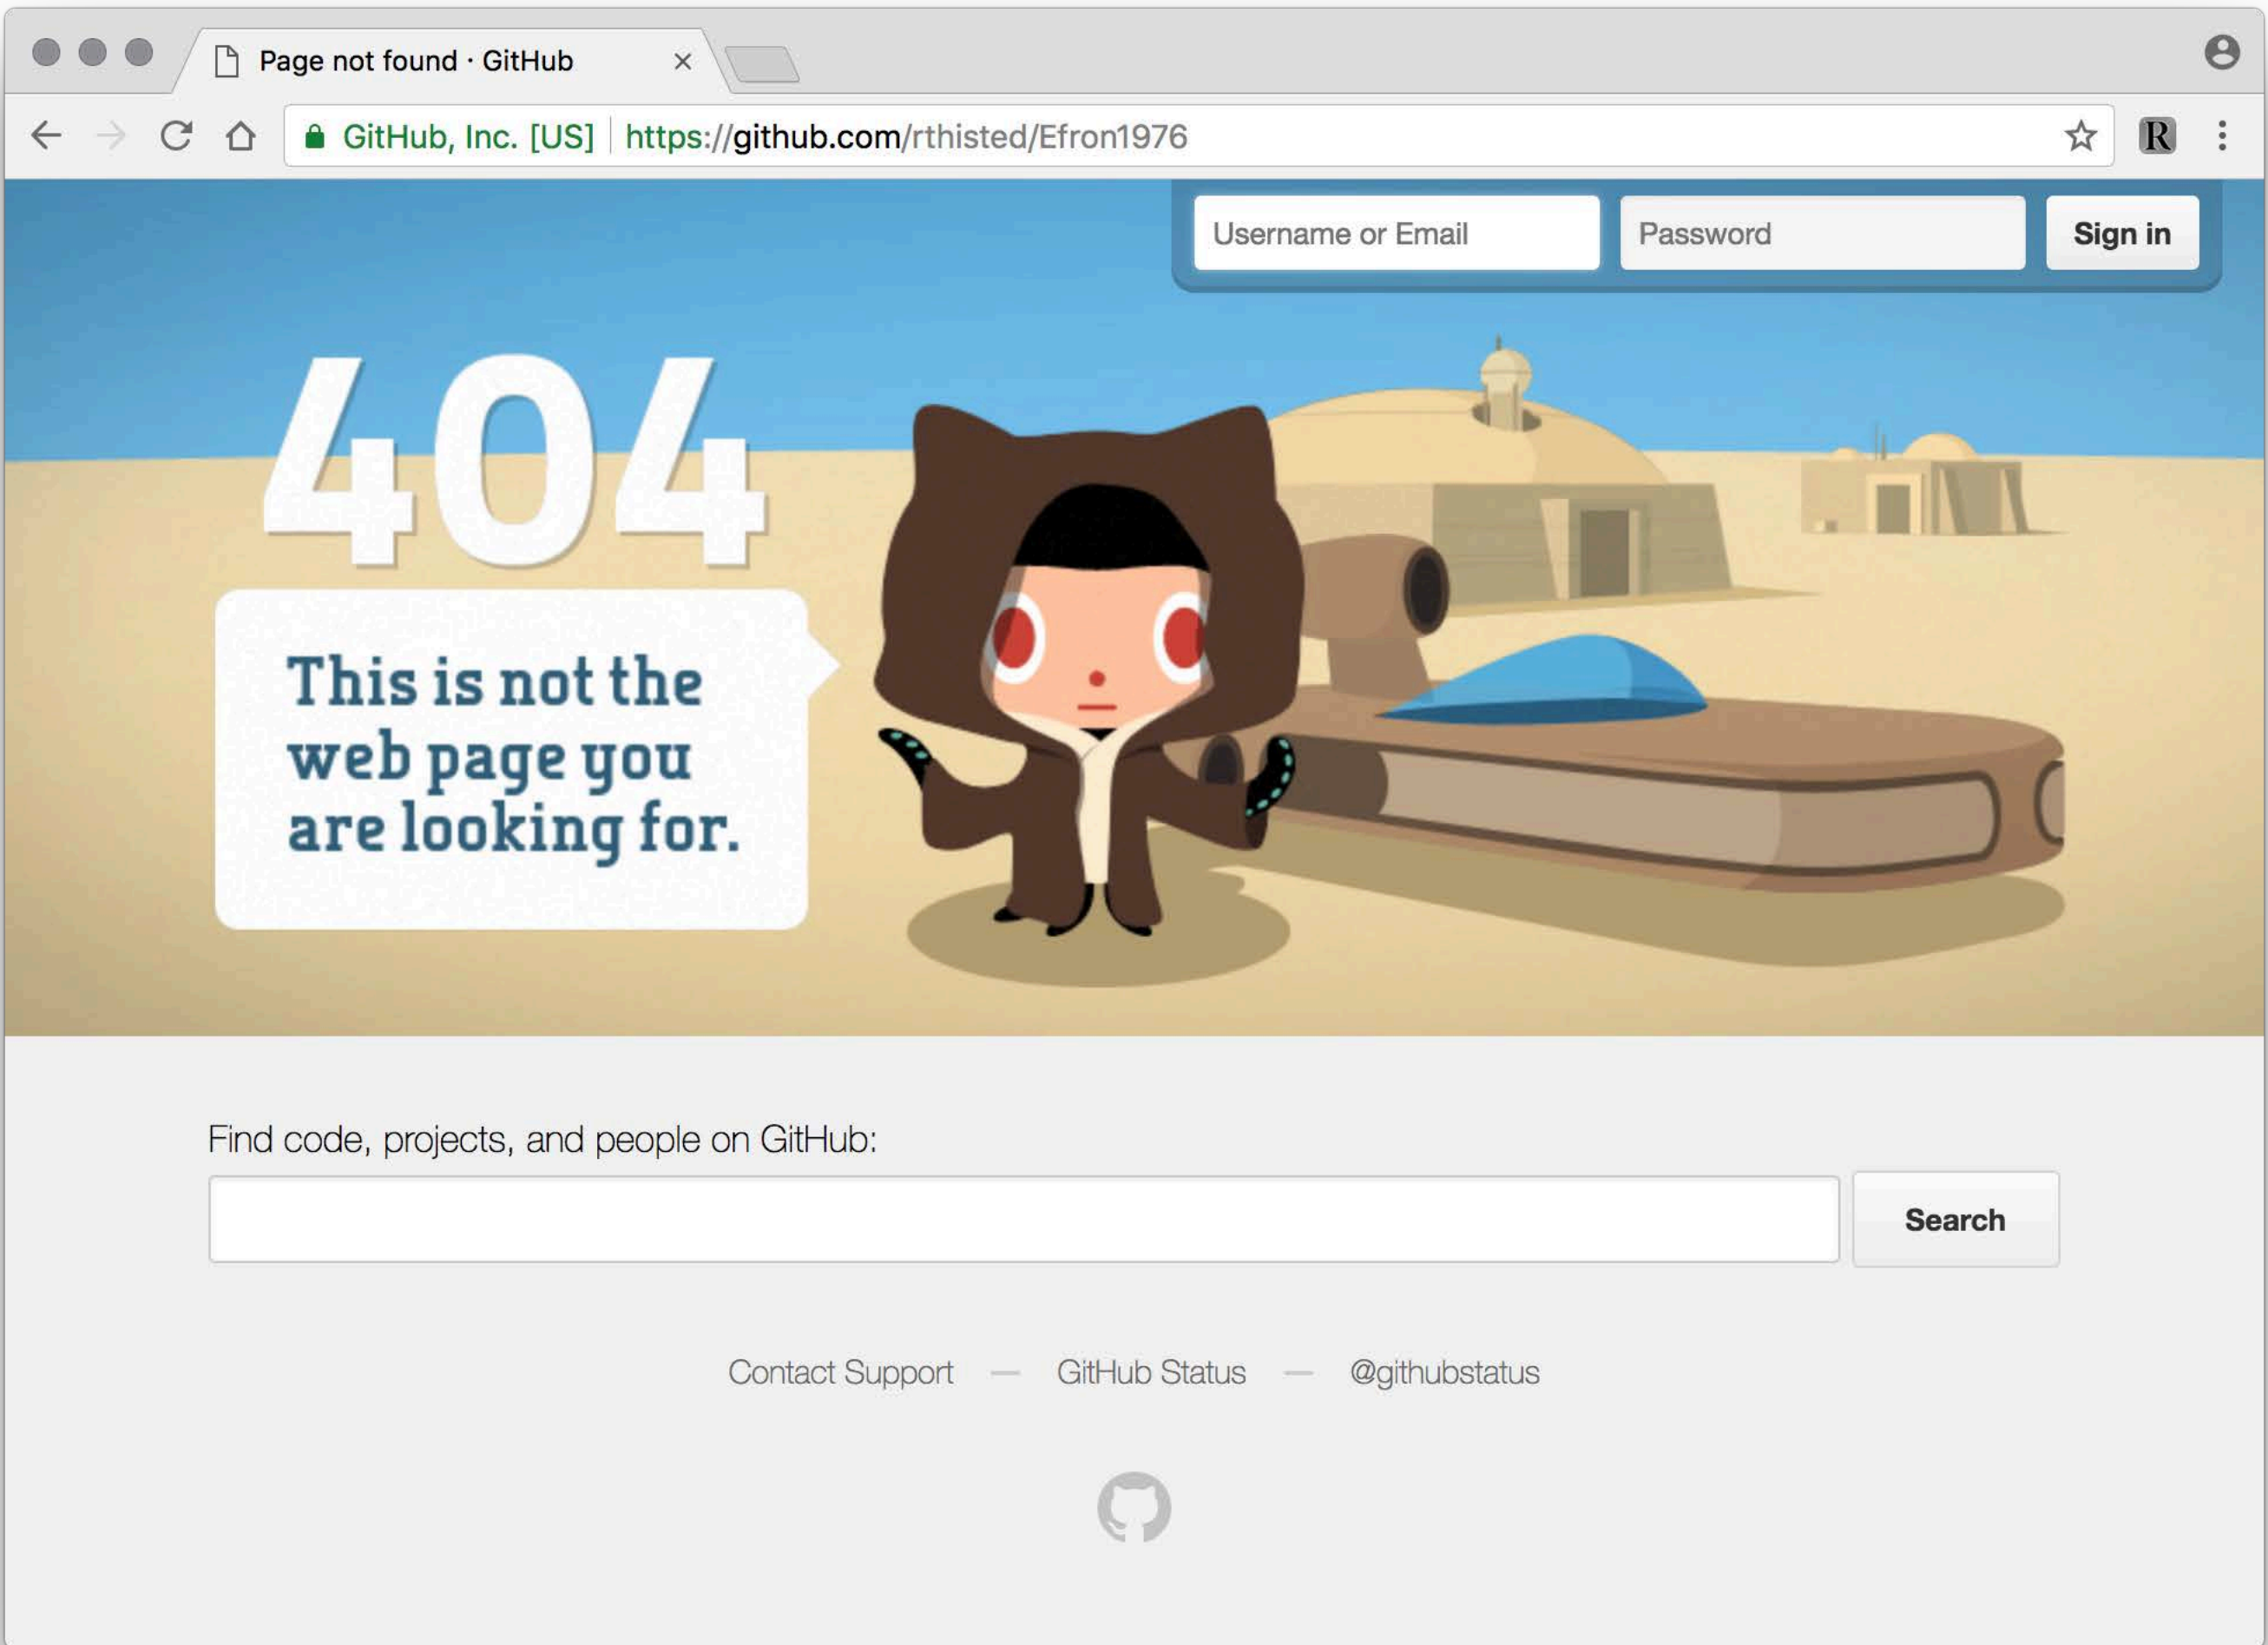 Page not found · GitHub
GitHub, Inc. [US] https://github.com/rthisted/Efron1976
R
Username or Email Password Sign in
404
This is not the
web page you
are looking for.
Find code, projects, and people on GitHub:
Search
Contact Support — GitHub Status — @githubstatus